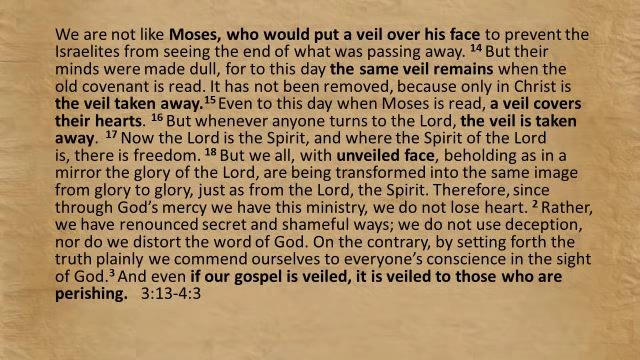 We are not like Moses, who would put a veil over his face to prevent the
Israelites from seeing the end of what was passing away. 14 But their
minds were made dull, for to this day the same veil remains when the
old covenant is read. It has not been removed, because only in Christ is
the veil taken away.15 Even to this day when Moses is read, a veil covers
their hearts. 16 But whenever anyone turns to the Lord, the veil is taken
away. 17 Now the Lord is the Spirit, and where the Spirit of the Lord
is, there is freedom. 18 But we all, with unveiled face, beholding as in a
mirror the glory of the Lord, are being transformed into the same image
from glory to glory, just as from the Lord, the Spirit. Therefore, since
through God’s mercy we have this ministry, we do not lose heart. 2 Rather,
we have renounced secret and shameful ways; we do not use deception,
nor do we distort the word of God. On the contrary, by setting forth the
truth plainly we commend ourselves to everyone’s conscience in the sight
of God.3 And even if our gospel is veiled, it is veiled to those who are
perishing. 3:13-4:3